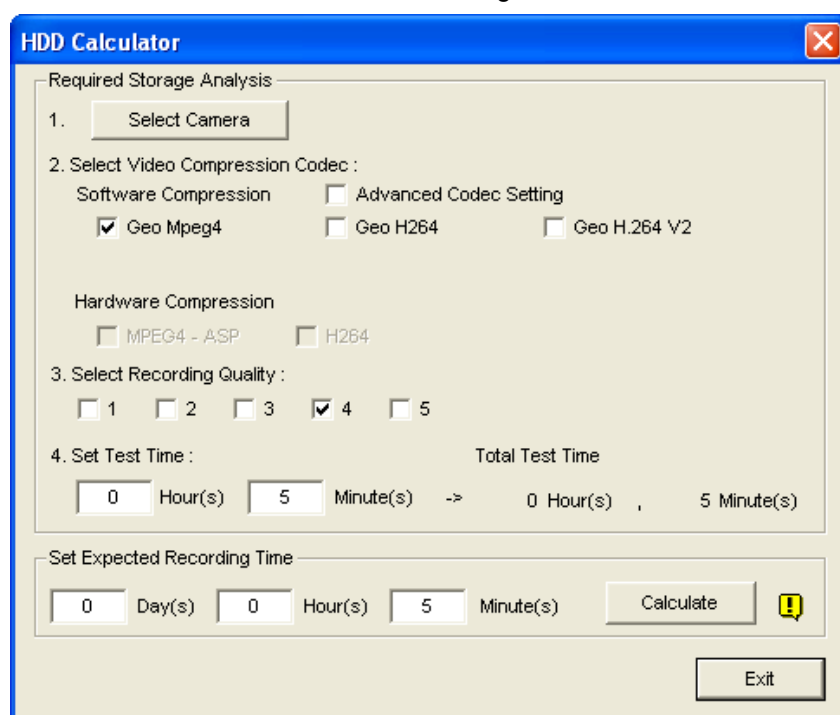 HDD Calculator
Required Storage Analysis
1. Select Camera
2. Select Video Compression Codec :
Software Compression Advanced Codec Setting
Geo Mpeg4 Geo H264 Geo H.264 V2
Hardware Compression
MPEG4 - ASP H264
3. Select Recording Quality :
1 2 3 4 5
4. Set Test Time : Total Test Time
0 Hour(s) 5 Minute(s) -> 0 Hour(s) , 5 Minute(s)
Set Expected Recording Time
0 Day(s) 0 Hour(s) 5 Minute(s) Calculate
Exit